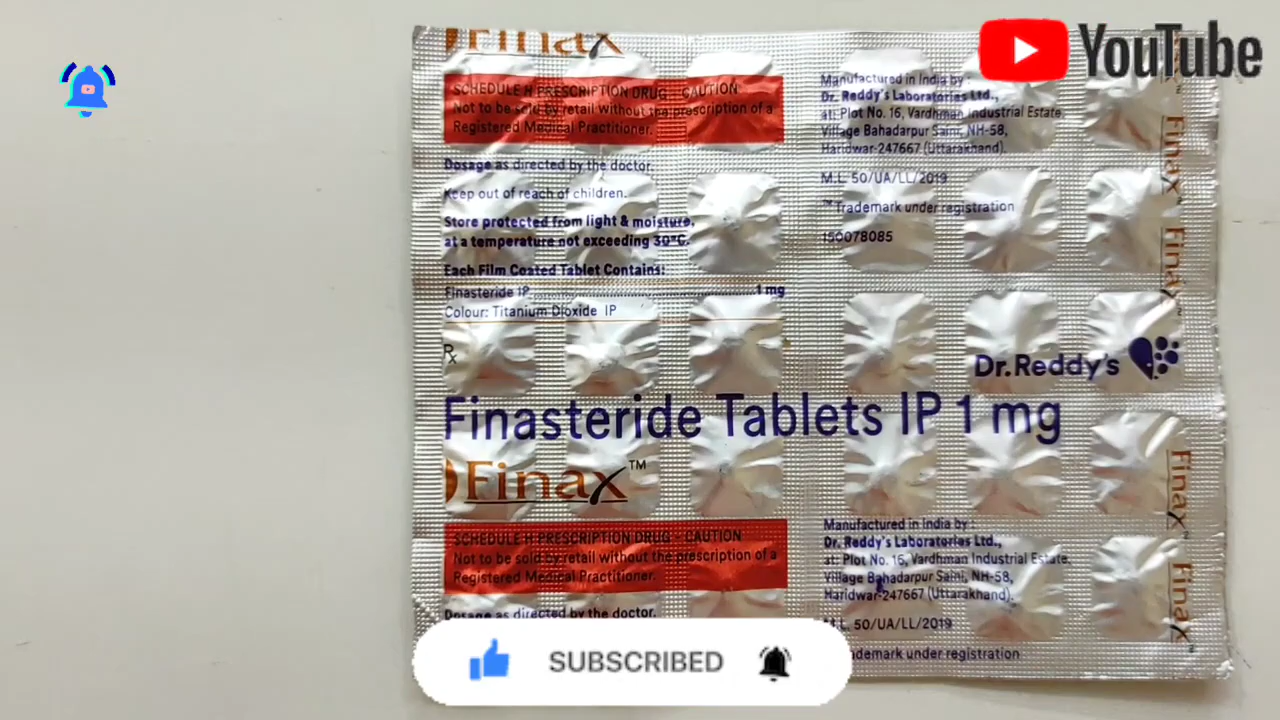 Finax
SCHEDULE H PRESCRIPTION DRUG - CAUTION
Not to be sold by retail without the prescription of a
Registered Medical Practitioner.
Dosage as directed by the doctor.
Keep out of reach of children.
Store protected from light & moisture,
at a temperature not exceeding 30°C.
Each Film Coated Tablet Contains:
Finasteride IP..........................................1 mg
Colour: Titanium Dioxide IP
Rx
Finasteride Tablets IP 1 mg
Finax™
SCHEDULE H PRESCRIPTION DRUG - CAUTION
Not to be sold by retail without the prescription of a
Registered Medical Practitioner.
Dosage as directed by the doctor.
YouTube
Manufactured in India by :
Dr. Reddy's Laboratories Ltd.,
at: Plot No. 16, Vardhman Industrial Estate,
Village Bahadarpur Saini, NH-58,
Haridwar-247667 (Uttarakhand).
M.L. 50/UA/LL/2019
™Trademark under registration
150078085
Dr.Reddy's
Manufactured in India by :
Dr. Reddy's Laboratories Ltd.,
at: Plot No. 16, Vardhman Industrial Estate,
Village Bahadarpur Saini, NH-58,
Haridwar-247667 (Uttarakhand).
M.L. 50/UA/LL/2019
under registration
Finax™
Finax™
Finax™
Finax™
SUBSCRIBED